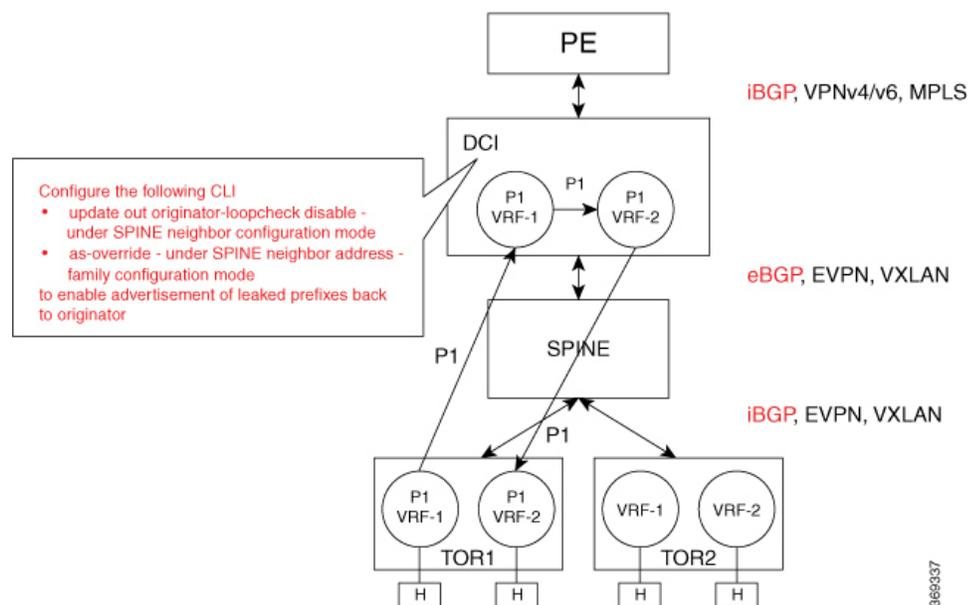 PE
iBGP, VPNv4/v6, MPLS
DCI
P1
VRF-1
P1
P1
VRF-2
Configure the following CLI
• update out originator-loopcheck disable -
under SPINE neighbor configuration mode
• as-override - under SPINE neighbor address -
family configuration mode
to enable advertisement of leaked prefixes back
to originator
eBGP, EVPN, VXLAN
SPINE
P1
iBGP, EVPN, VXLAN
P1
P1
VRF-1
P1
VRF-2
TOR1
VRF-1
VRF-2
TOR2
H
H
H
H
369337